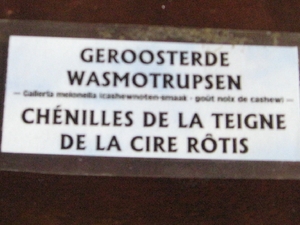 GEROOSTERDE
WASMOTRUPSEN
— Galleria melonella (cashewnoten-smaak - goût noix de cashew) —
CHÉNILLES DE LA TEIGNE
DE LA CIRE RÔTIS